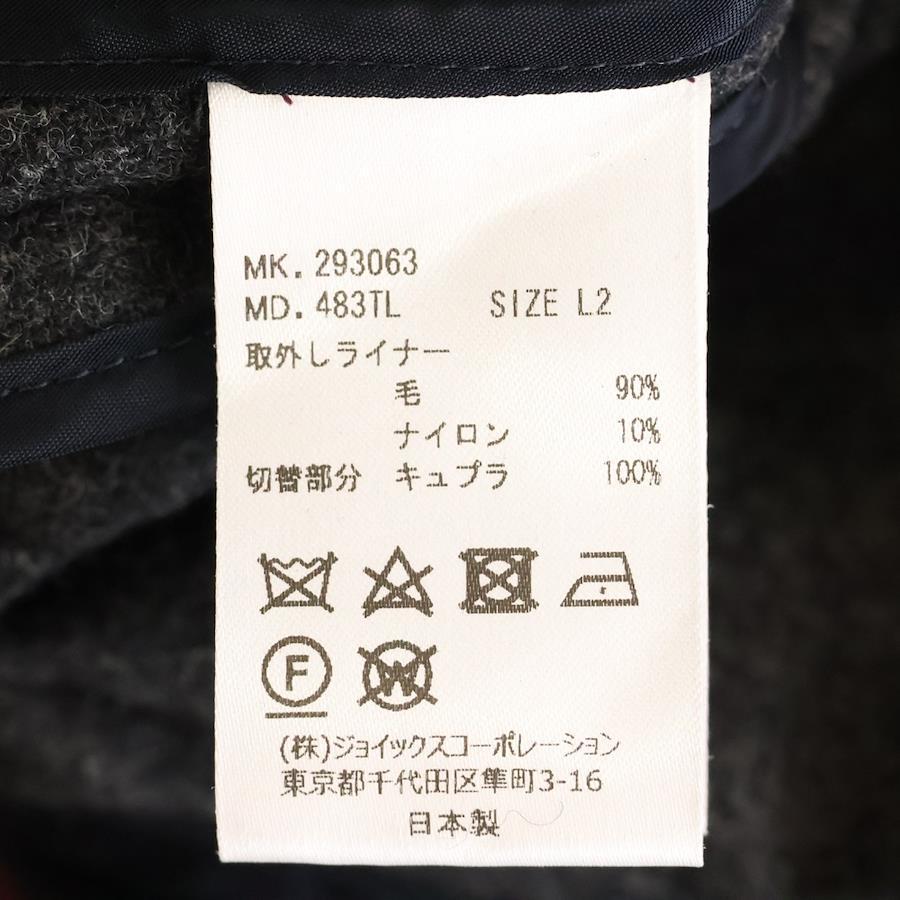 MK. 293063
MD. 483TL SIZE L2
取外しライナー
毛 90%
ナイロン 10%
切替部分 キュプラ 100%
F W
(株)ジョイックスコーポレーション
東京都千代田区隼町3-16
日本製